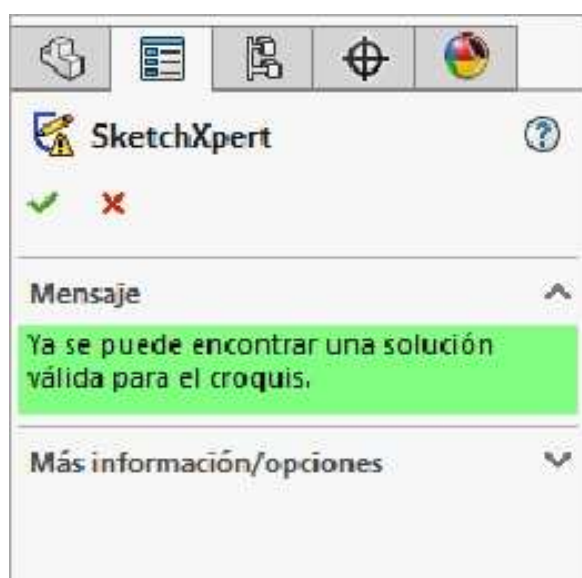 SketchXpert
Mensaje
Ya se puede encontrar una solución
válida para el croquis.
Más información/opciones